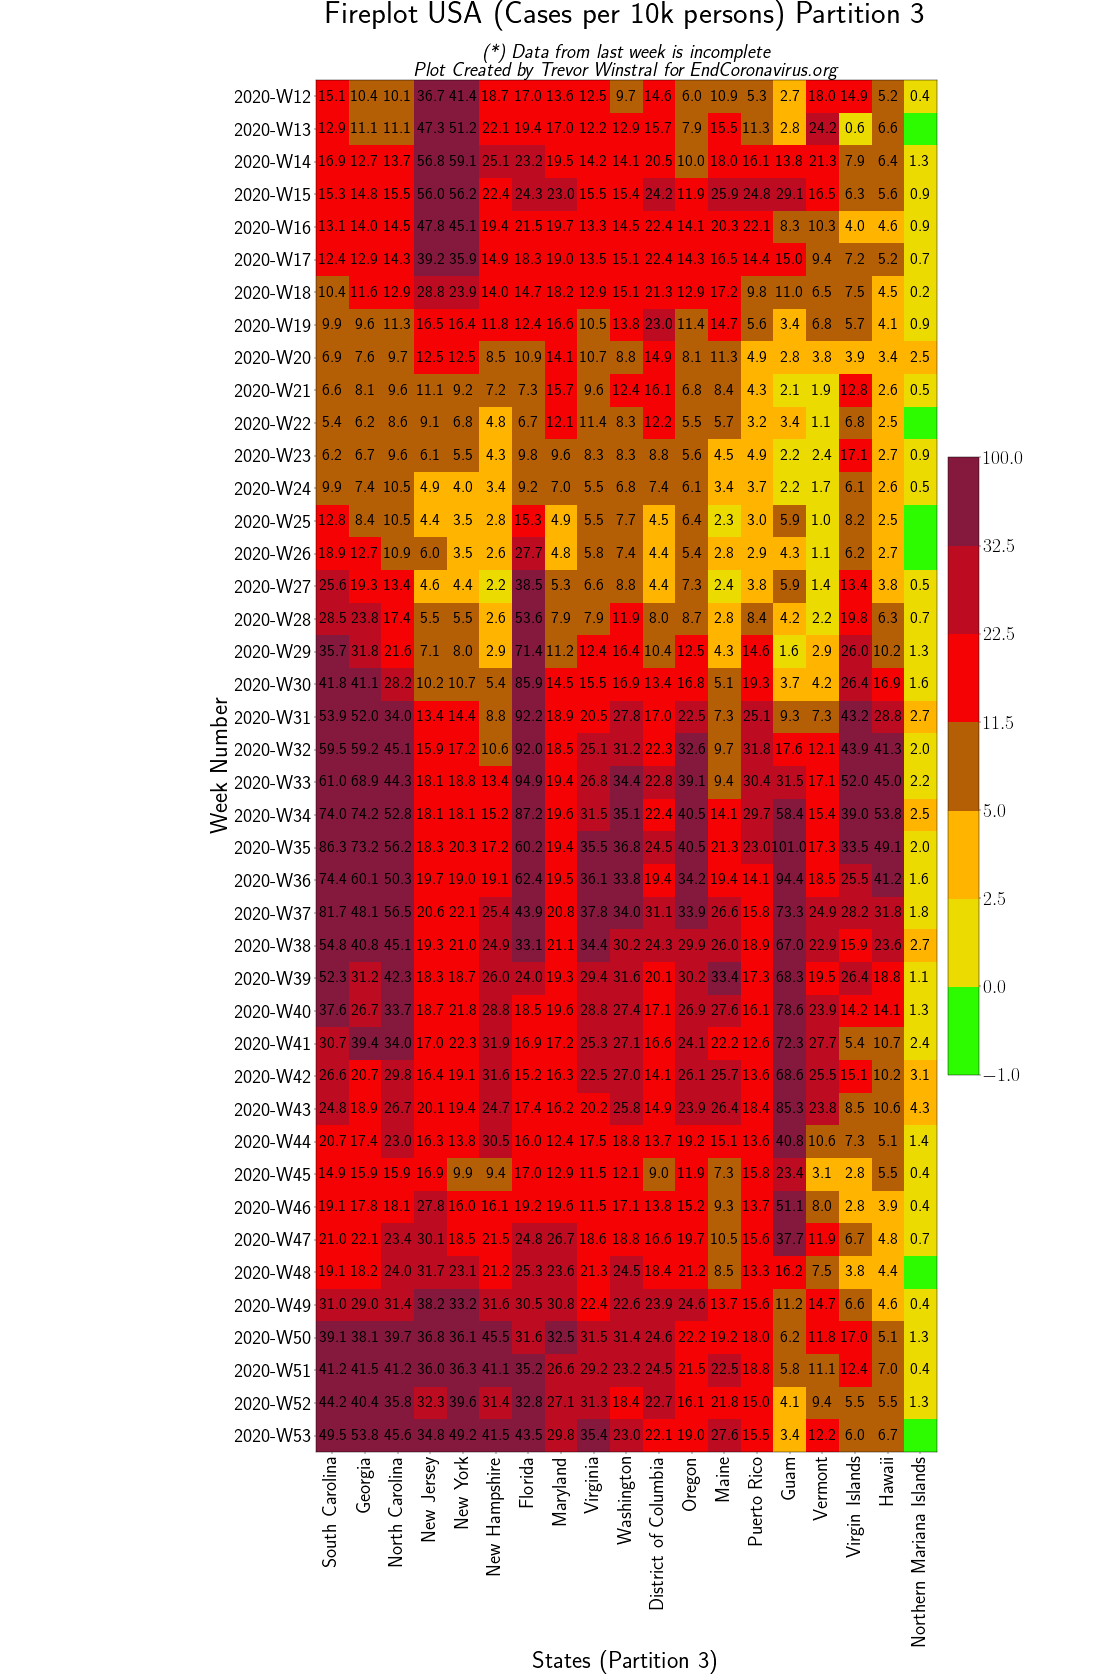 Fireplot USA (Cases per 10k persons) Partition 3
(*) Data from last week is incomplete
Plot Created by Trevor Winstral for EndCoronavirus.org
2020-W12 15.1 10.4 10.1 36.7 41.4 18.7 17.0 13.6 12.5 9.7 14.6 6.0 10.9 5.3 2.7 18.0 14.9 5.2 0.4
2020-W13 12.9 11.1 11.1 47.3 51.2 22.1 19.4 17.0 12.2 12.9 15.7 7.9 15.5 11.3 2.8 24.2 0.6 6.6
2020-W14 16.9 12.7 13.7 56.8 59.1 25.1 23.2 19.5 14.2 14.1 20.5 10.0 18.0 16.1 13.8 21.3 7.9 6.4 1.3
2020-W15 15.3 14.8 15.5 56.0 56.2 22.4 24.3 23.0 15.5 15.4 24.2 11.9 25.9 24.8 29.1 16.5 6.3 5.6 0.9
2020-W16 13.1 14.0 14.5 47.8 45.1 19.4 21.5 19.7 13.3 14.5 22.4 14.1 20.3 22.1 8.3 10.3 4.0 4.6 0.9
2020-W17 12.4 12.9 14.3 39.2 35.9 14.9 18.3 19.0 13.5 15.1 22.4 14.3 16.5 14.4 15.0 9.4 7.2 5.2 0.7
2020-W18 10.4 11.6 12.9 28.8 23.9 14.0 14.7 18.2 12.9 15.1 21.3 12.9 17.2 9.8 11.0 6.5 7.5 4.5 0.2
2020-W19 9.9 9.6 11.3 16.5 16.4 11.8 12.4 16.6 10.5 13.8 23.0 11.4 14.7 5.6 3.4 6.8 5.7 4.1 0.9
2020-W20 6.9 7.6 9.7 12.5 12.5 8.5 10.9 14.1 10.7 8.8 14.9 8.1 11.3 4.9 2.8 3.8 3.9 3.4 2.5
2020-W21 6.6 8.1 9.6 11.1 9.2 7.2 7.3 15.7 9.6 12.4 16.1 6.8 8.4 4.3 2.1 1.9 12.8 2.6 0.5
2020-W22 5.4 6.2 8.6 9.1 6.8 4.8 6.7 12.1 11.4 8.3 12.2 5.5 5.7 3.2 3.4 1.1 6.8 2.5
2020-W23 6.2 6.7 9.6 6.1 5.5 4.3 9.8 9.6 8.3 8.3 8.8 5.6 4.5 4.9 2.2 2.4 17.1 2.7 0.9
2020-W24 9.9 7.4 10.5 4.9 4.0 3.4 9.2 7.0 5.5 6.8 7.4 6.1 3.4 3.7 2.2 1.7 6.1 2.6 0.5
2020-W25 12.8 8.4 10.5 4.4 3.5 2.8 15.3 4.9 5.5 7.7 4.5 6.4 2.3 3.0 5.9 1.0 8.2 2.5
2020-W26 18.9 12.7 10.9 6.0 3.5 2.6 27.7 4.8 5.8 7.4 4.4 5.4 2.8 2.9 4.3 1.1 6.2 2.7
2020-W27 25.6 19.3 13.4 4.6 4.4 2.2 38.5 5.3 6.6 8.8 4.4 7.3 2.4 3.8 5.9 1.4 13.4 3.8 0.5
2020-W28 28.5 23.8 17.4 5.5 5.5 2.6 53.6 7.9 7.9 11.9 8.0 8.7 2.8 8.4 4.2 2.2 19.8 6.3 0.7
2020-W29 35.7 31.8 21.6 7.1 8.0 2.9 71.4 11.2 12.4 16.4 10.4 12.5 4.3 14.6 1.6 2.9 26.0 10.2 1.3
2020-W30 41.8 41.1 28.2 10.2 10.7 5.4 85.9 14.5 15.5 16.9 13.4 16.8 5.1 19.3 3.7 4.2 26.4 16.9 1.6
2020-W31 53.9 52.0 34.0 13.4 14.4 8.8 92.2 18.9 20.5 27.8 17.0 22.5 7.3 25.1 9.3 7.3 43.2 28.8 2.7
2020-W32 59.5 59.2 45.1 15.9 17.2 10.6 92.0 18.5 25.1 31.2 22.3 32.6 9.7 31.8 17.6 12.1 43.9 41.3 2.0
2020-W33 61.0 68.9 44.3 18.1 18.8 13.4 94.9 19.4 26.8 34.4 22.8 39.1 9.4 30.4 31.5 17.1 52.0 45.0 2.2
2020-W34 74.0 74.2 52.8 18.1 18.1 15.2 87.2 19.6 31.5 35.1 22.4 40.5 14.1 29.7 58.4 15.4 39.0 53.8 2.5
2020-W35 86.3 73.2 56.2 18.3 20.3 17.2 60.2 19.4 35.5 36.8 24.5 40.5 21.3 23.0 101.0 17.3 33.5 49.1 2.0
2020-W36 74.4 60.1 50.3 19.7 19.0 19.1 62.4 19.5 36.1 33.8 19.4 34.2 19.4 14.1 94.4 18.5 25.5 41.2 1.6
2020-W37 81.7 48.1 56.5 20.6 22.1 25.4 43.9 20.8 37.8 34.0 31.1 33.9 26.6 15.8 73.3 24.9 28.2 31.8 1.8
2020-W38 54.8 40.8 45.1 19.3 21.0 24.9 33.1 21.1 34.4 30.2 24.3 29.9 26.0 18.9 67.0 22.9 15.9 23.6 2.7
2020-W39 52.3 31.2 42.3 18.3 18.7 26.0 24.0 19.3 29.4 31.6 20.1 30.2 33.4 17.3 68.3 19.5 26.4 18.8 1.1
2020-W40 37.6 26.7 33.7 18.7 21.8 28.8 18.5 19.6 28.8 27.4 17.1 26.9 27.6 16.1 78.6 23.9 14.2 14.1 1.3
2020-W41 30.7 39.4 34.0 17.0 22.3 31.9 16.9 17.2 25.3 27.1 16.6 24.1 22.2 12.6 72.3 27.7 5.4 10.7 2.4
2020-W42 26.6 20.7 29.8 16.4 19.1 31.6 15.2 16.3 22.5 27.0 14.1 26.1 25.7 13.6 68.6 25.5 15.1 10.2 3.1
2020-W43 24.8 18.9 26.7 20.1 19.4 24.7 17.4 16.2 20.2 25.8 14.9 23.9 26.4 18.4 85.3 23.8 8.5 10.6 4.3
2020-W44 20.7 17.4 23.0 16.3 13.8 30.5 16.0 12.4 17.5 18.8 13.7 19.2 15.1 13.6 40.8 10.6 7.3 5.1 1.4
2020-W45 14.9 15.9 15.9 16.9 9.9 9.4 17.0 12.9 11.5 12.1 9.0 11.9 7.3 15.8 23.4 3.1 2.8 5.5 0.4
2020-W46 19.1 17.8 18.1 27.8 16.0 16.1 19.2 19.6 11.5 17.1 13.8 15.2 9.3 13.7 51.1 8.0 2.8 3.9 0.4
2020-W47 21.0 22.1 23.4 30.1 18.5 21.5 24.8 26.7 18.6 18.8 16.6 19.7 10.5 15.6 37.7 11.9 6.7 4.8 0.7
2020-W48 19.1 18.2 24.0 31.7 23.1 21.2 25.3 23.6 21.3 24.5 18.4 21.2 8.5 13.3 16.2 7.5 3.8 4.4
2020-W49 31.0 29.0 31.4 38.2 33.2 31.6 30.5 30.8 22.4 22.6 23.9 24.6 13.7 15.6 11.2 14.7 6.6 4.6 0.4
2020-W50 39.1 38.1 39.7 36.8 36.1 45.5 31.6 32.5 31.5 31.4 24.6 22.2 19.2 18.0 6.2 11.8 17.0 5.1 1.3
2020-W51 41.2 41.5 41.2 36.0 36.3 41.1 35.2 26.6 29.2 23.2 24.5 21.5 22.5 18.8 5.8 11.1 12.4 7.0 0.4
2020-W52 44.2 40.4 35.8 32.3 39.6 31.4 32.8 27.1 31.3 18.4 22.7 16.1 21.8 15.0 4.1 9.4 5.5 5.5 1.3
2020-W53 49.5 53.8 45.6 34.8 49.2 41.5 43.5 29.8 35.4 23.0 22.1 19.0 27.6 15.5 3.4 12.2 6.0 6.7
Week Number
South Carolina
Georgia
North Carolina
New Jersey
New York
New Hampshire
Florida
Maryland
Virginia
Washington
District of Columbia
Oregon
Maine
Puerto Rico
Guam
Vermont
Virgin Islands
Hawaii
Northern Mariana Islands
States (Partition 3)
100.0
32.5
22.5
11.5
5.0
2.5
0.0
−1.0